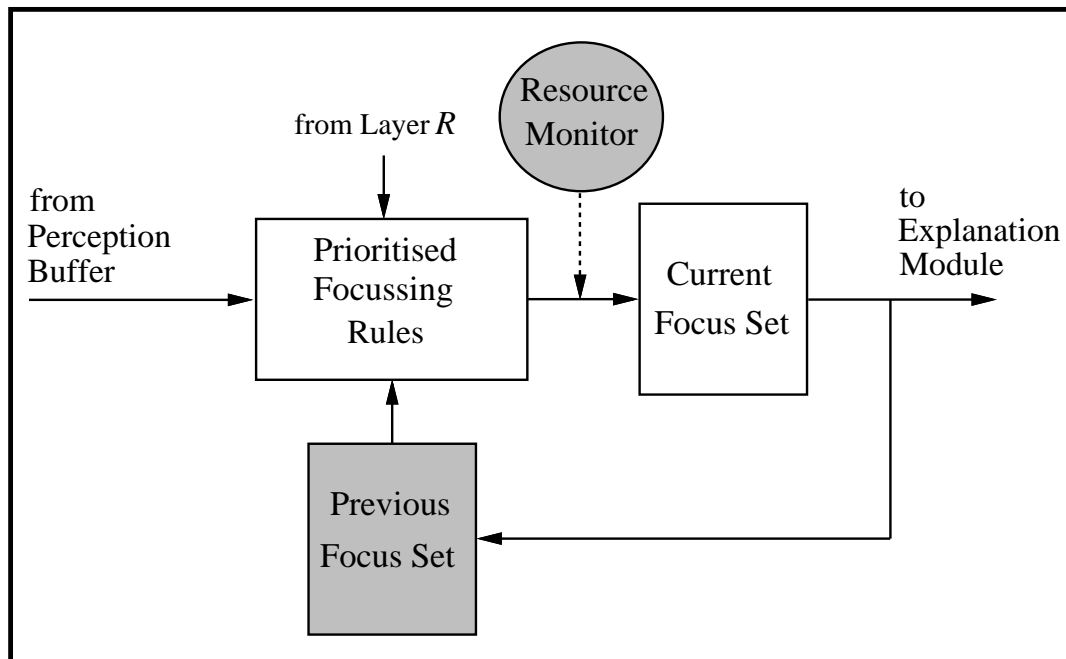 Resource
Monitor
from Layer R
from
Perception
Buffer
Prioritised
Focussing
Rules
Current
Focus Set
to
Explanation
Module
Previous
Focus Set